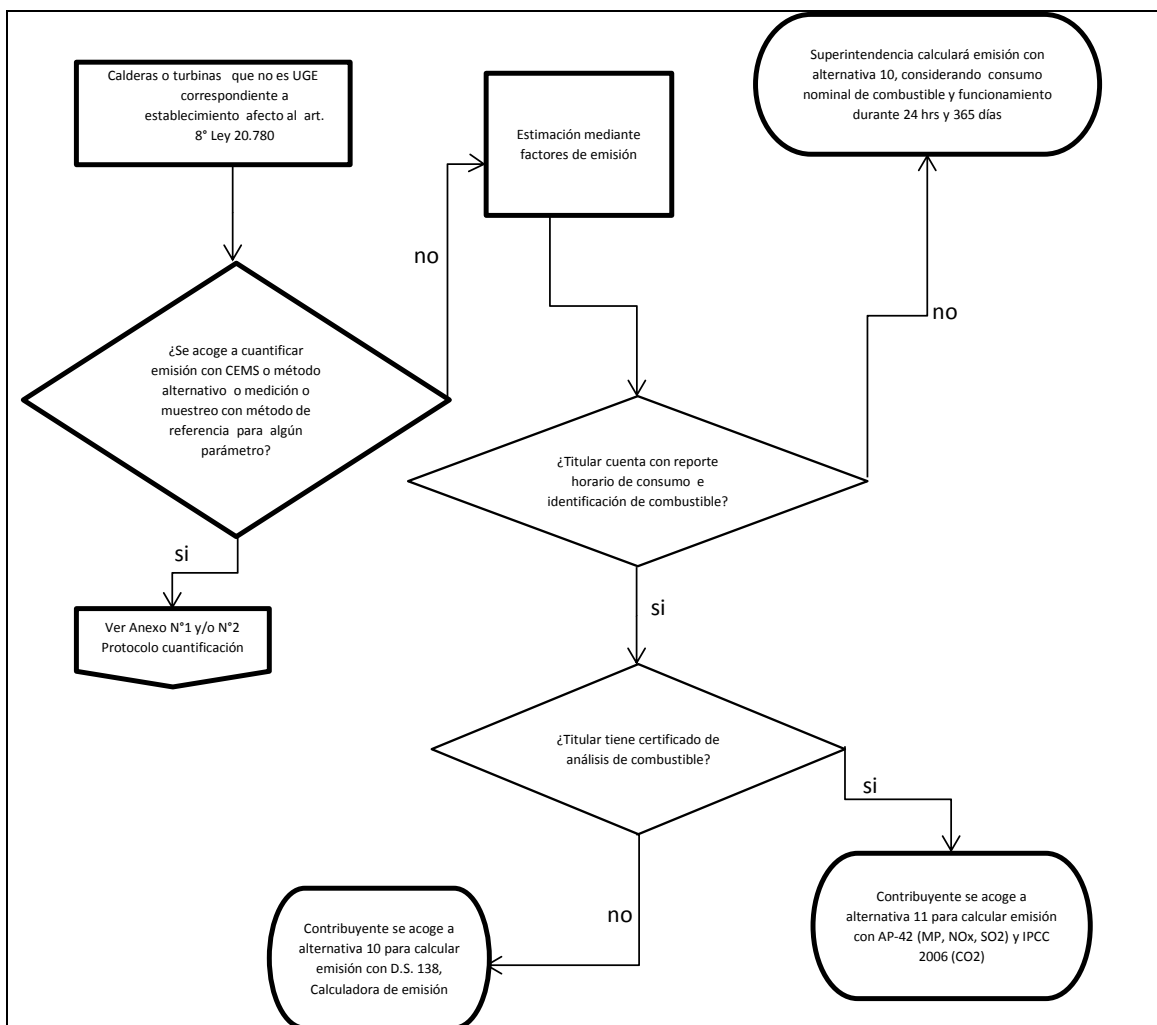 Calderas o turbinas que no es UGE
correspondiente a
establecimiento afecto al art.
8° Ley 20.780
Superintendencia calculará emisión con
alternativa 10, considerando consumo
nominal de combustible y funcionamiento
durante 24 hrs y 365 días
Estimación mediante
factores de emisión
no
no
¿Se acoge a cuantificar
emisión con CEMS o método
alternativo o medición o
muestreo con método de
referencia para algún
parámetro?
¿Titular cuenta con reporte
horario de consumo e
identificación de combustible?
si
Ver Anexo N°1 y/o N°2
Protocolo cuantificación
si
¿Titular tiene certificado de
análisis de combustible?
si
no
Contribuyente se acoge a
alternativa 10 para calcular
emisión con D.S. 138,
Calculadora de emisión
Contribuyente se acoge a
alternativa 11 para calcular emisión
con AP-42 (MP, NOx, SO2) y IPCC
2006 (CO2)